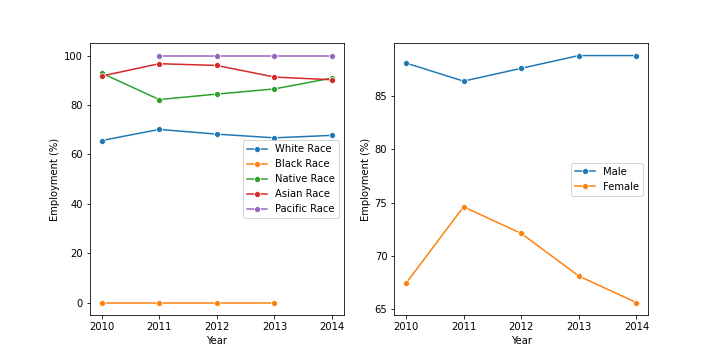 100
80
60
40
20
0
Employment (%)
2010 2011 2012 2013 2014
Year
White Race
Black Race
Native Race
Asian Race
Pacific Race
85
80
75
70
65
Employment (%)
2010 2011 2012 2013 2014
Year
Male
Female